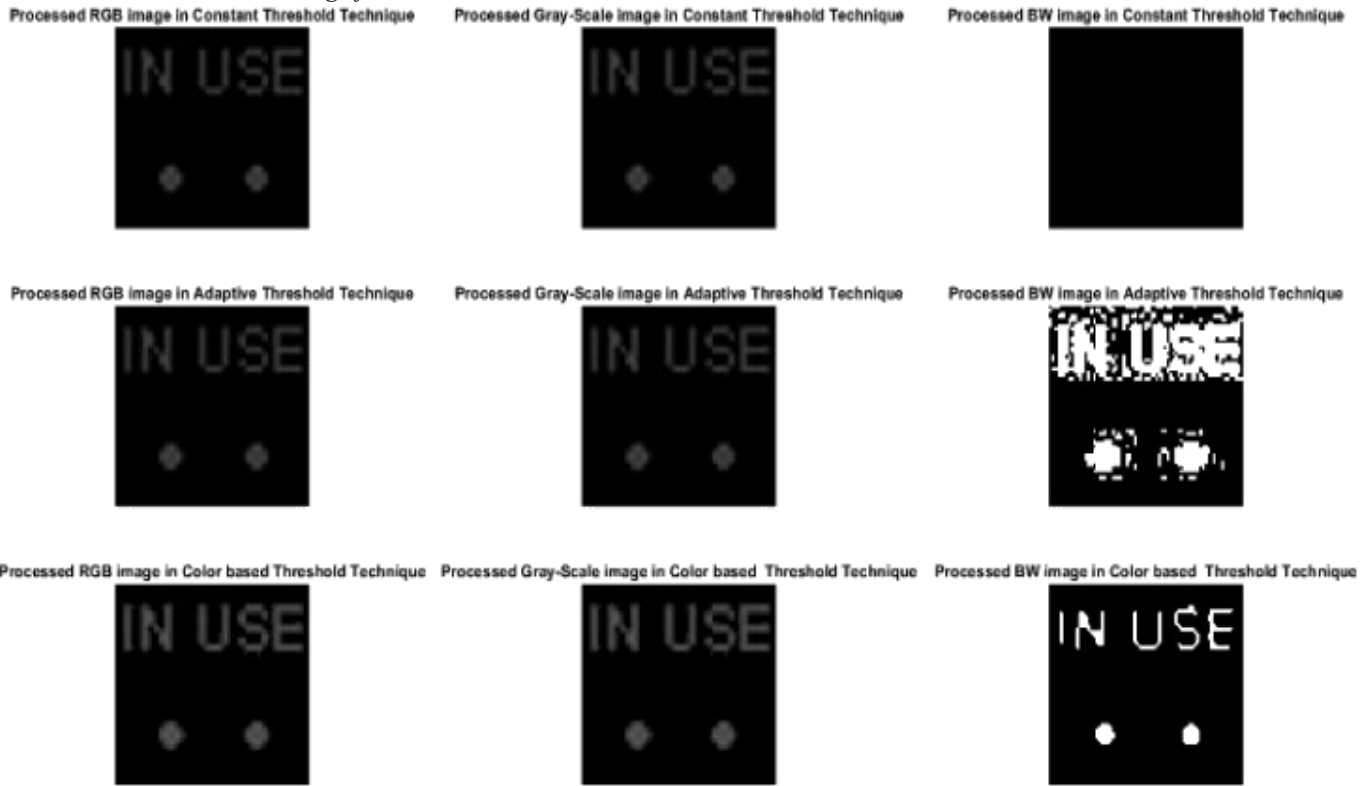 Processed RGB image in Constant Threshold Technique
Processed Gray-Scale image in Constant Threshold Technique
Processed BW image in Constant Threshold Technique
IN USE
IN USE
Processed RGB image in Adaptive Threshold Technique
Processed Gray-Scale image in Adaptive Threshold Technique
Processed BW image in Adaptive Threshold Technique
IN USE
IN USE
IN USE
Processed RGB image in Color based Threshold Technique
Processed Gray-Scale image in Color based Threshold Technique
Processed BW image in Color based Threshold Technique
IN USE
IN USE
IN USE